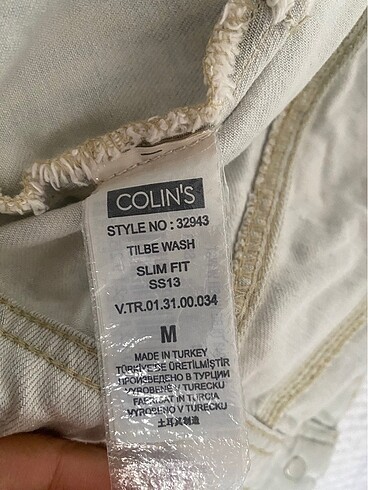 COLIN'S
STYLE NO : 32943
TILBE WASH
SLIM FIT
SS13
V.TR.01.31.00.034
M
MADE IN TURKEY
TÜRKİYE'DE ÜRETİLMİŞTİR
ПРОИЗВЕДЕНО В ТУРЦИИ
VYROBENÉ V TURECKU
FABRICAT IN TURCIA
VYROBENO V TURECKU
土耳其制造